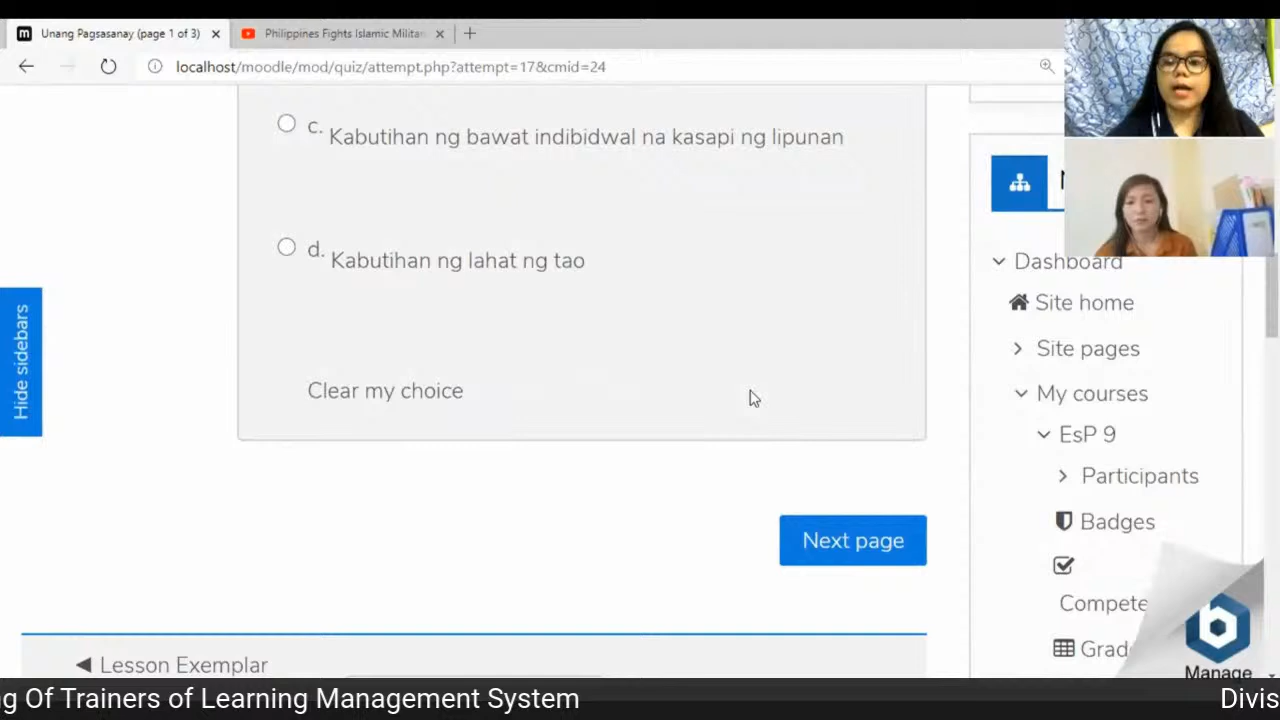 Unang Pagsasanay (page 1 of 3)
Philippines Fights Islamic Militan
localhost/moodle/mod/quiz/attempt.php?attempt=17&cmid=24
c. Kabutihan ng bawat indibidwal na kasapi ng lipunan
d. Kabutihan ng lahat ng tao
Clear my choice
Next page
Lesson Exemplar
Hide sidebars
Dashboard
Site home
Site pages
My courses
EsP 9
Participants
Badges
Compete
Grad
Manage
g Of Trainers of Learning Management System
Divis